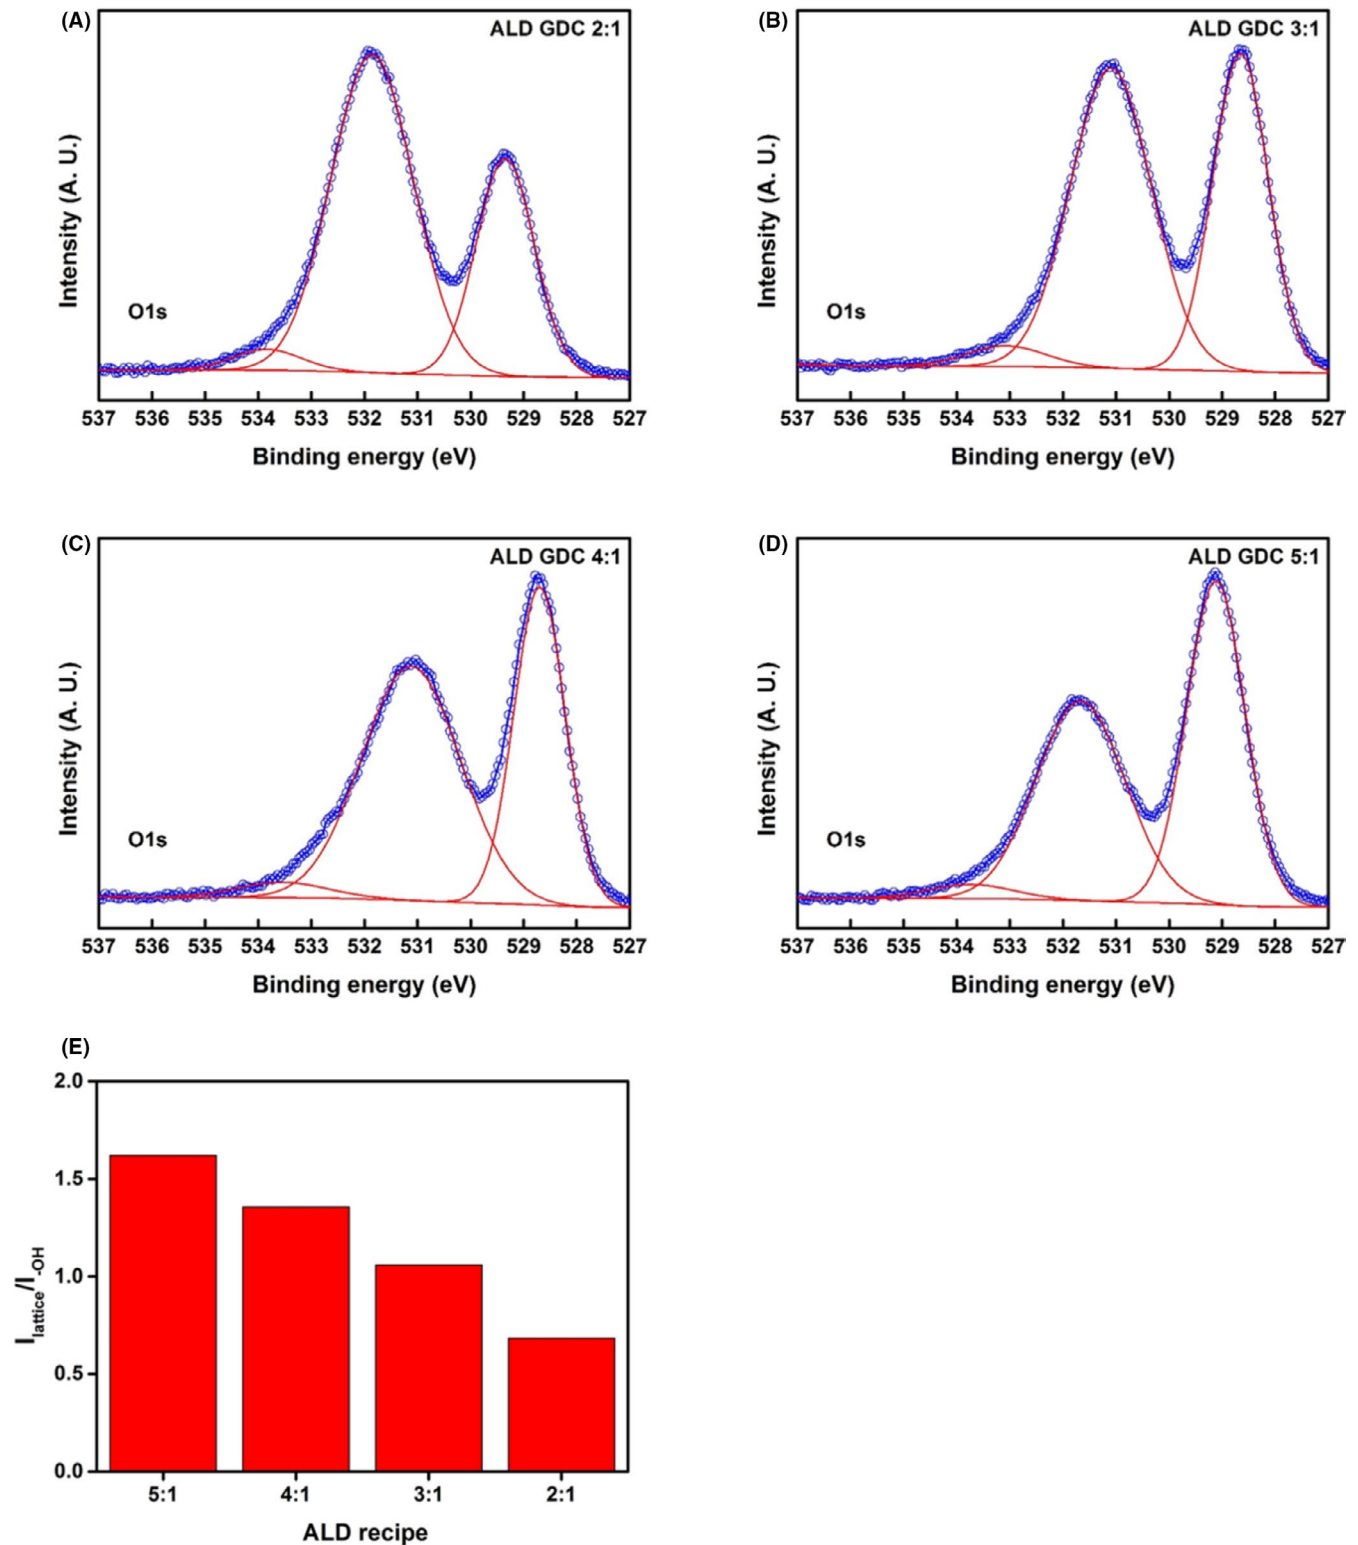 (A)
ALD GDC 2:1
Intensity (A. U.)
O1s
537 536 535 534 533 532 531 530 529 528 527
Binding energy (eV)
(B)
ALD GDC 3:1
Intensity (A. U.)
O1s
537 536 535 534 533 532 531 530 529 528 527
Binding energy (eV)
(C)
ALD GDC 4:1
Intensity (A. U.)
O1s
537 536 535 534 533 532 531 530 529 528 527
Binding energy (eV)
(D)
ALD GDC 5:1
Intensity (A. U.)
O1s
537 536 535 534 533 532 531 530 529 528 527
Binding energy (eV)
(E)
2.0
1.5
1.0
0.5
0.0
Ilattice/I-OH
5:1 4:1 3:1 2:1
ALD recipe